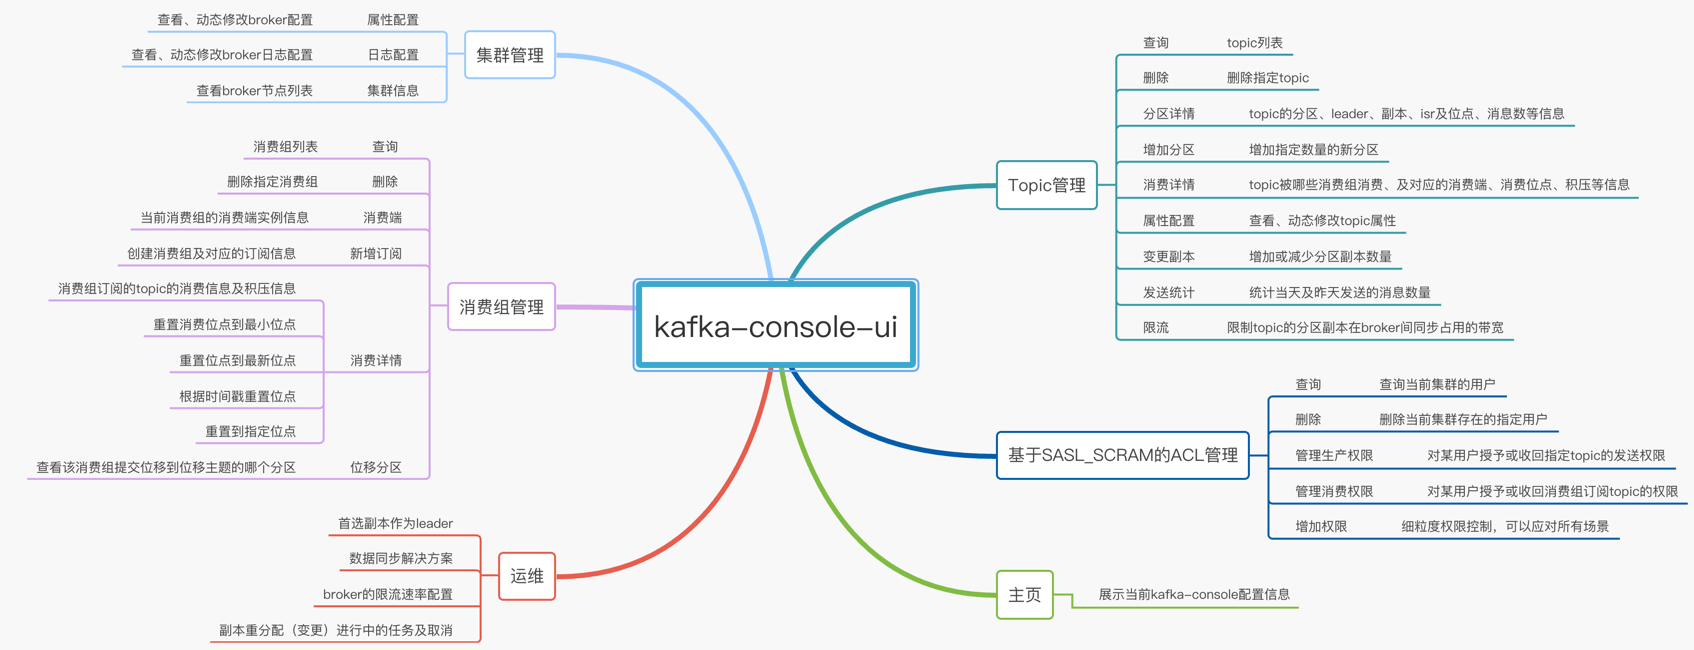 kafka-console-ui
集群管理
属性配置
查看、动态修改broker配置
日志配置
查看、动态修改broker日志配置
集群信息
查看broker节点列表
消费组管理
查询
消费组列表
删除
删除指定消费组
消费端
当前消费组的消费端实例信息
新增订阅
创建消费组及对应的订阅信息
消费详情
消费组订阅的topic的消费信息及积压信息
重置消费位点到最小位点
重置位点到最新位点
根据时间戳重置位点
重置到指定位点
位移分区
查看该消费组提交位移到位移主题的哪个分区
运维
首选副本作为leader
数据同步解决方案
broker的限流速率配置
副本重分配（变更）进行中的任务及取消
Topic管理
查询
topic列表
删除
删除指定topic
分区详情
topic的分区、leader、副本、isr及位点、消息数等信息
增加分区
增加指定数量的新分区
消费详情
topic被哪些消费组消费、及对应的消费端、消费位点、积压等信息
属性配置
查看、动态修改topic属性
变更副本
增加或减少分区副本数量
发送统计
统计当天及昨天发送的消息数量
限流
限制topic的分区副本在broker间同步占用的带宽
基于SASL_SCRAM的ACL管理
查询
查询当前集群的用户
删除
删除当前集群存在的指定用户
管理生产权限
对某用户授予或收回指定topic的发送权限
管理消费权限
对某用户授予或收回消费组订阅topic的权限
增加权限
细粒度权限控制，可以应对所有场景
主页
展示当前kafka-console配置信息